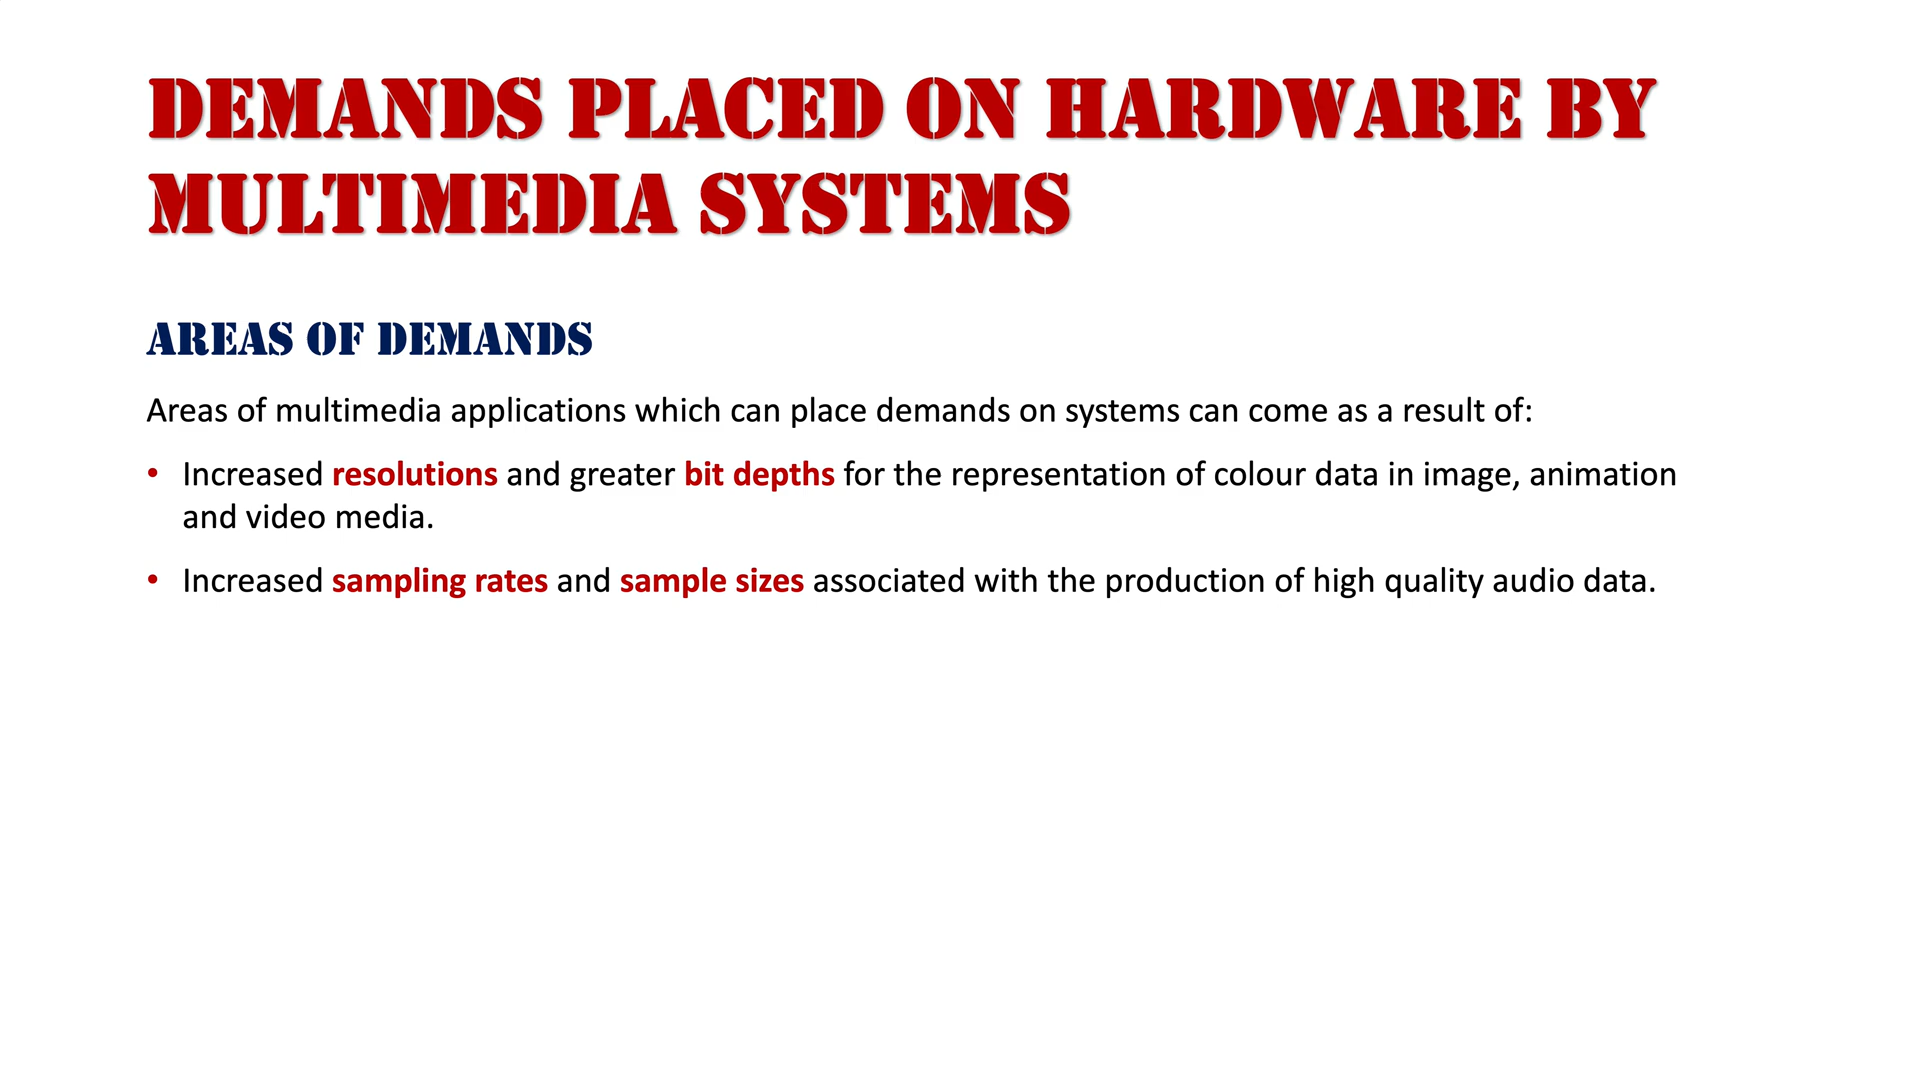 DEMANDS PLACED ON HARDWARE BY
MULTIMEDIA SYSTEMS
AREAS OF DEMANDS
Areas of multimedia applications which can place demands on systems can come as a result of:
• Increased resolutions and greater bit depths for the representation of colour data in image, animation
and video media.
• Increased sampling rates and sample sizes associated with the production of high quality audio data.